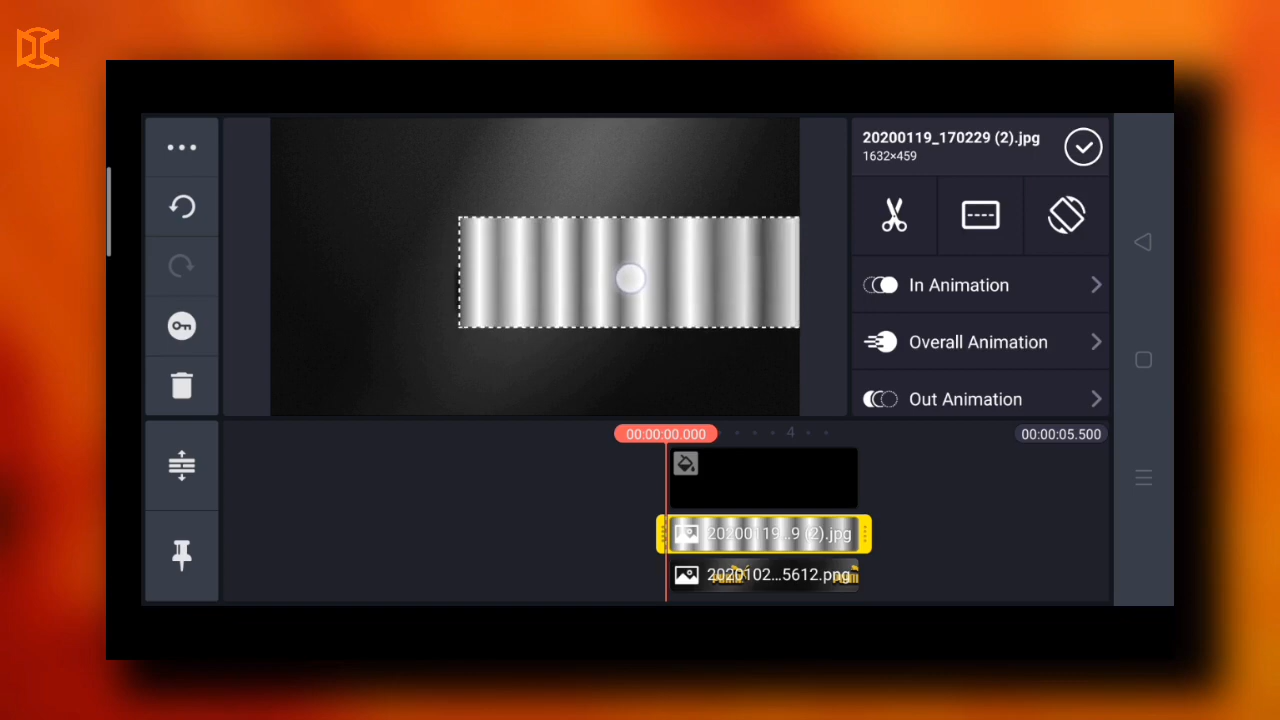 20200119_170229 (2).jpg
1632×459
In Animation
Overall Animation
Out Animation
00:00:00.000
4
00:00:05.500
20200119...9 (2).jpg
2020102...5612.png